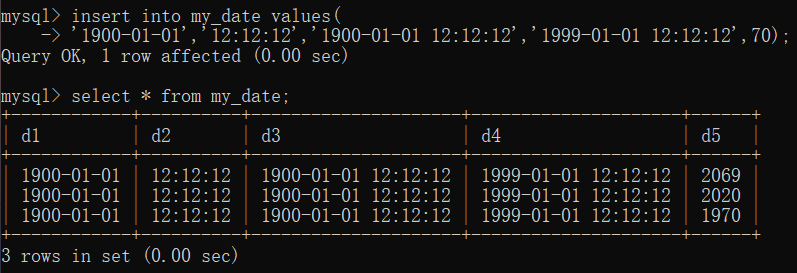 mysql> insert into my_date values(
    -> '1900-01-01','12:12:12','1900-01-01 12:12:12','1999-01-01 12:12:12',70);
Query OK, 1 row affected (0.00 sec)

mysql> select * from my_date;
+------------+----------+---------------------+---------------------+------+
| d1         | d2       | d3                  | d4                  | d5   |
+------------+----------+---------------------+---------------------+------+
| 1900-01-01 | 12:12:12 | 1900-01-01 12:12:12 | 1999-01-01 12:12:12 | 2069 |
| 1900-01-01 | 12:12:12 | 1900-01-01 12:12:12 | 1999-01-01 12:12:12 | 2020 |
| 1900-01-01 | 12:12:12 | 1900-01-01 12:12:12 | 1999-01-01 12:12:12 | 1970 |
+------------+----------+---------------------+---------------------+------+
3 rows in set (0.00 sec)